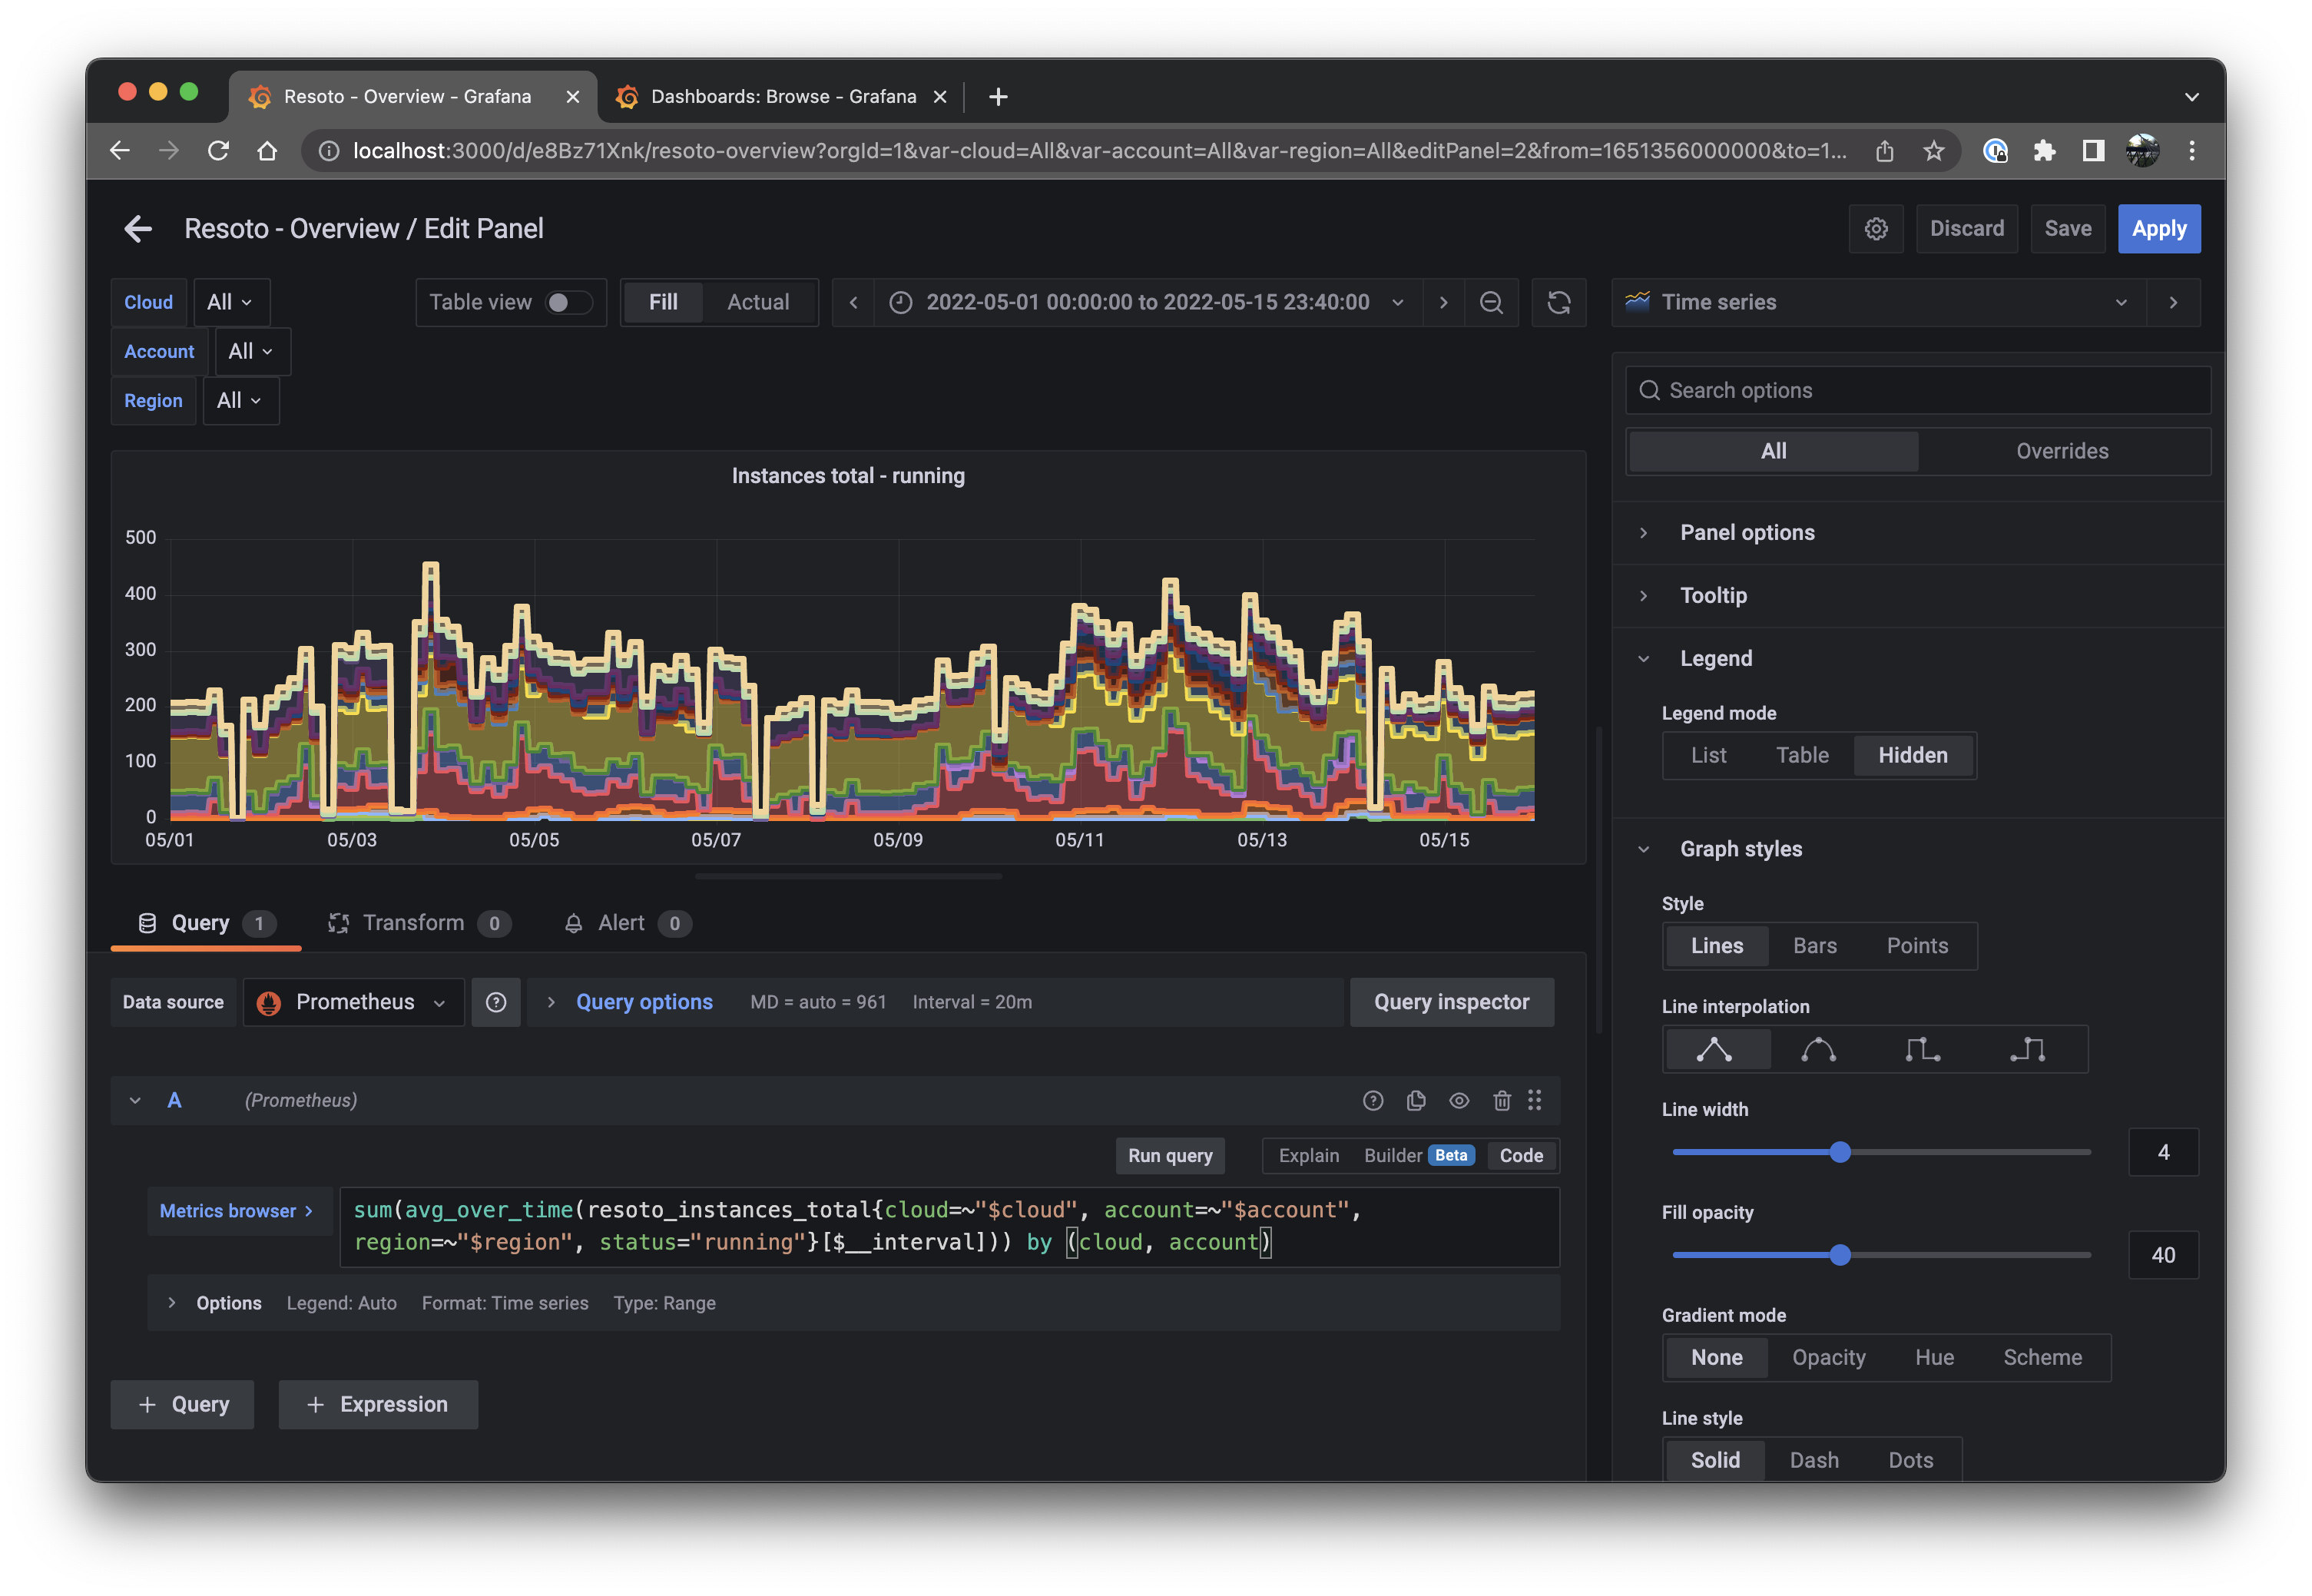 Resoto - Overview - Grafana
Dashboards: Browse - Grafana
localhost:3000/d/e8Bz71Xnk/resoto-overview?orgId=1&var-cloud=All&var-account=All&var-region=All&editPanel=2&from=1651356000000&to=1...
Resoto - Overview / Edit Panel
Discard
Save
Apply
Cloud
All
Table view
Fill
Actual
2022-05-01 00:00:00 to 2022-05-15 23:40:00
Time series
Account
All
Region
All
Instances total - running
500
400
300
200
100
0
05/01
05/03
05/05
05/07
05/09
05/11
05/13
05/15
Query 1
Transform 0
Alert 0
Data source
Prometheus
Query options
MD = auto = 961
Interval = 20m
Query inspector
A
(Prometheus)
Run query
Explain
Builder Beta
Code
Metrics browser >
sum(avg_over_time(resoto_instances_total{cloud=~"$cloud", account=~"$account",
region=~"$region", status="running"}[$__interval])) by (cloud, account)
Options
Legend: Auto
Format: Time series
Type: Range
+ Query
+ Expression
Search options
All
Overrides
Panel options
Tooltip
Legend
Legend mode
List
Table
Hidden
Graph styles
Style
Lines
Bars
Points
Line interpolation
Line width
4
Fill opacity
40
Gradient mode
None
Opacity
Hue
Scheme
Line style
Solid
Dash
Dots